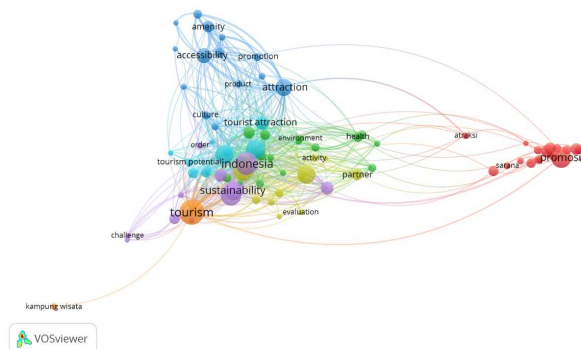 amenity
accessibility
promotion
product
attraction
culture
tourist attraction
order
environment
health
atraksi
tourism potential
indonesia
activity
sarana
promosi
sustainability
partner
tourism
evaluation
challenge
kampung wisata
VOSviewer